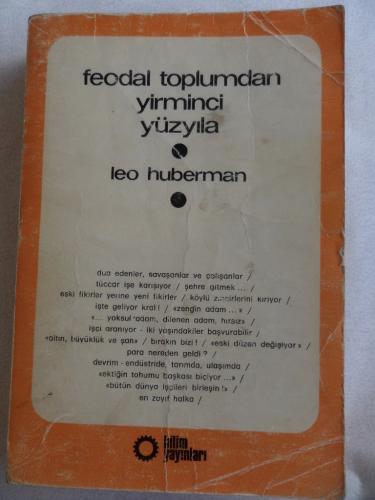 feodal toplumdan
yirminci
yüzyıla
leo huberman
dua edenler, savaşanlar ve çalışanlar /
tüccar işe karışıyor / şehre gitmek ... /
eski fikirler yerine yeni fikirler / köylü zincirlerini kırıyor /
işte geliyor kral! / «zengin adam ...» /
«... yoksul adam, dilenen adam, hırsız» /
işçi aranıyor - iki yaşındakiler başvurabilir /
«altın, büyüklük ve şan» / bırakın bizi! / «eski düzen değişiyor» /
para nereden geldi? /
devrim - endüstride, tarımda, ulaşımda /
«ektiğin tohumu başkası biçiyor ...» /
«bütün dünya işçileri birleşin!» /
en zayıf halka /
bilim
yayınları